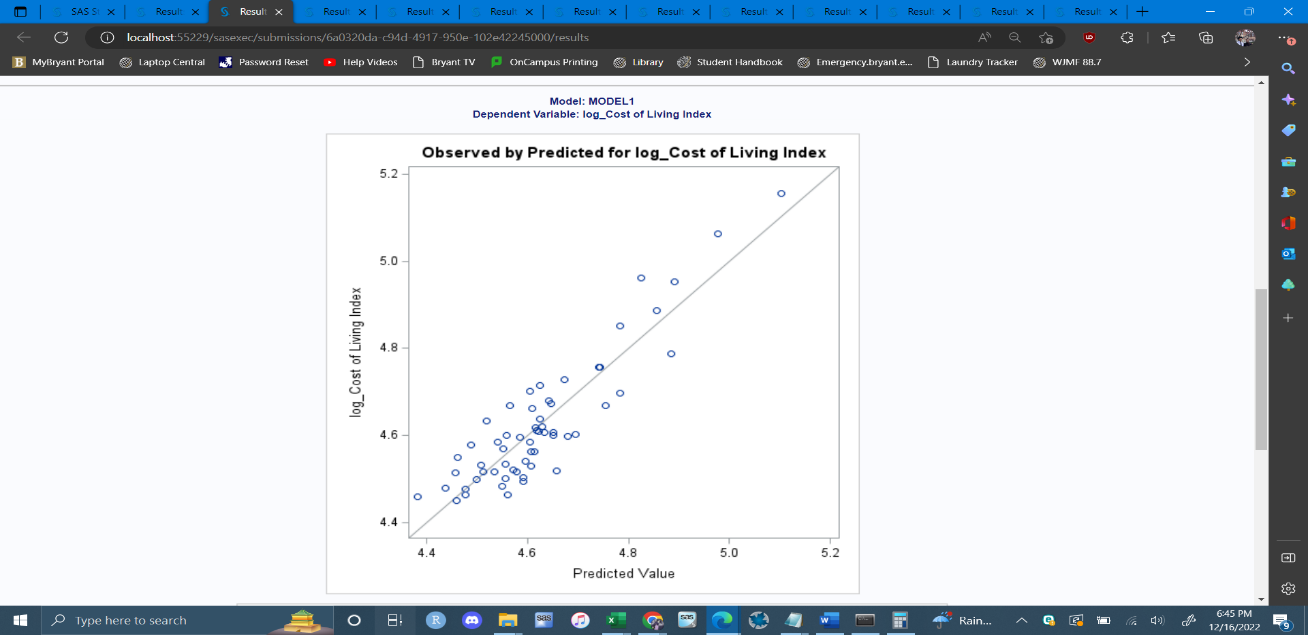 SAS St
Result
Result
Result
Result
Result
Result
Result
Result
Result
Result
Result
Result
localhost:55229/sasexec/submissions/6a0320da-c94d-4917-950e-102e42245000/results
MyBryant Portal
Laptop Central
Password Reset
Help Videos
Bryant TV
OnCampus Printing
Library
Student Handbook
Emergency.bryant.e...
Laundry Tracker
WJMF 88.7
Model: MODEL1
Dependent Variable: log_Cost of Living Index
Observed by Predicted for log_Cost of Living Index
log_Cost of Living Index
5.2
5.0
4.8
4.6
4.4
4.4 4.6 4.8 5.0 5.2
Predicted Value
Type here to search
Rain...
6:45 PM
12/16/2022
9